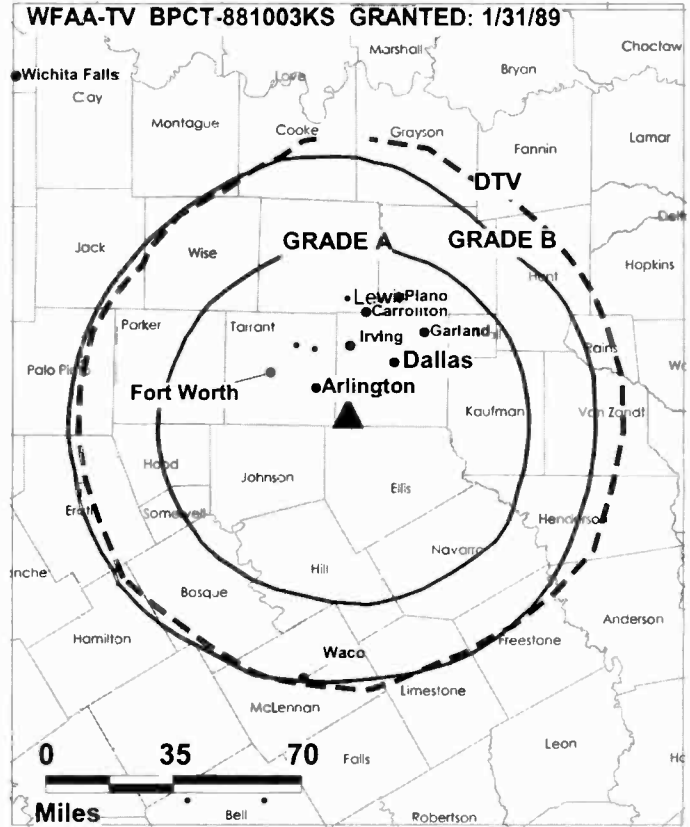 WFAA-TV BPCT-881003KS GRANTED: 1/31/89
Choctaw
Marshall
Bryan
Wichita Falls
Love
Clay
Montague
Cooke
Grayson
Fannin
Lamar
DTV
GRADE A
GRADE B
Jack
Wise
Hunt
Hopkins
Lewis
Plano
Carrollton
Parker
Tarrant
Irving
Garland
Rains
Dallas
Palo Pinto
Fort Worth
Arlington
Kaufman
Van Zandt
Hood
Johnson
Ellis
Erath
Somervell
Henderson
Navarro
Hill
Bosque
Anderson
Hamilton
Waco
Freestone
Limestone
McLennan
Leon
Falls
0 35 70
Miles
Bell
Robertson